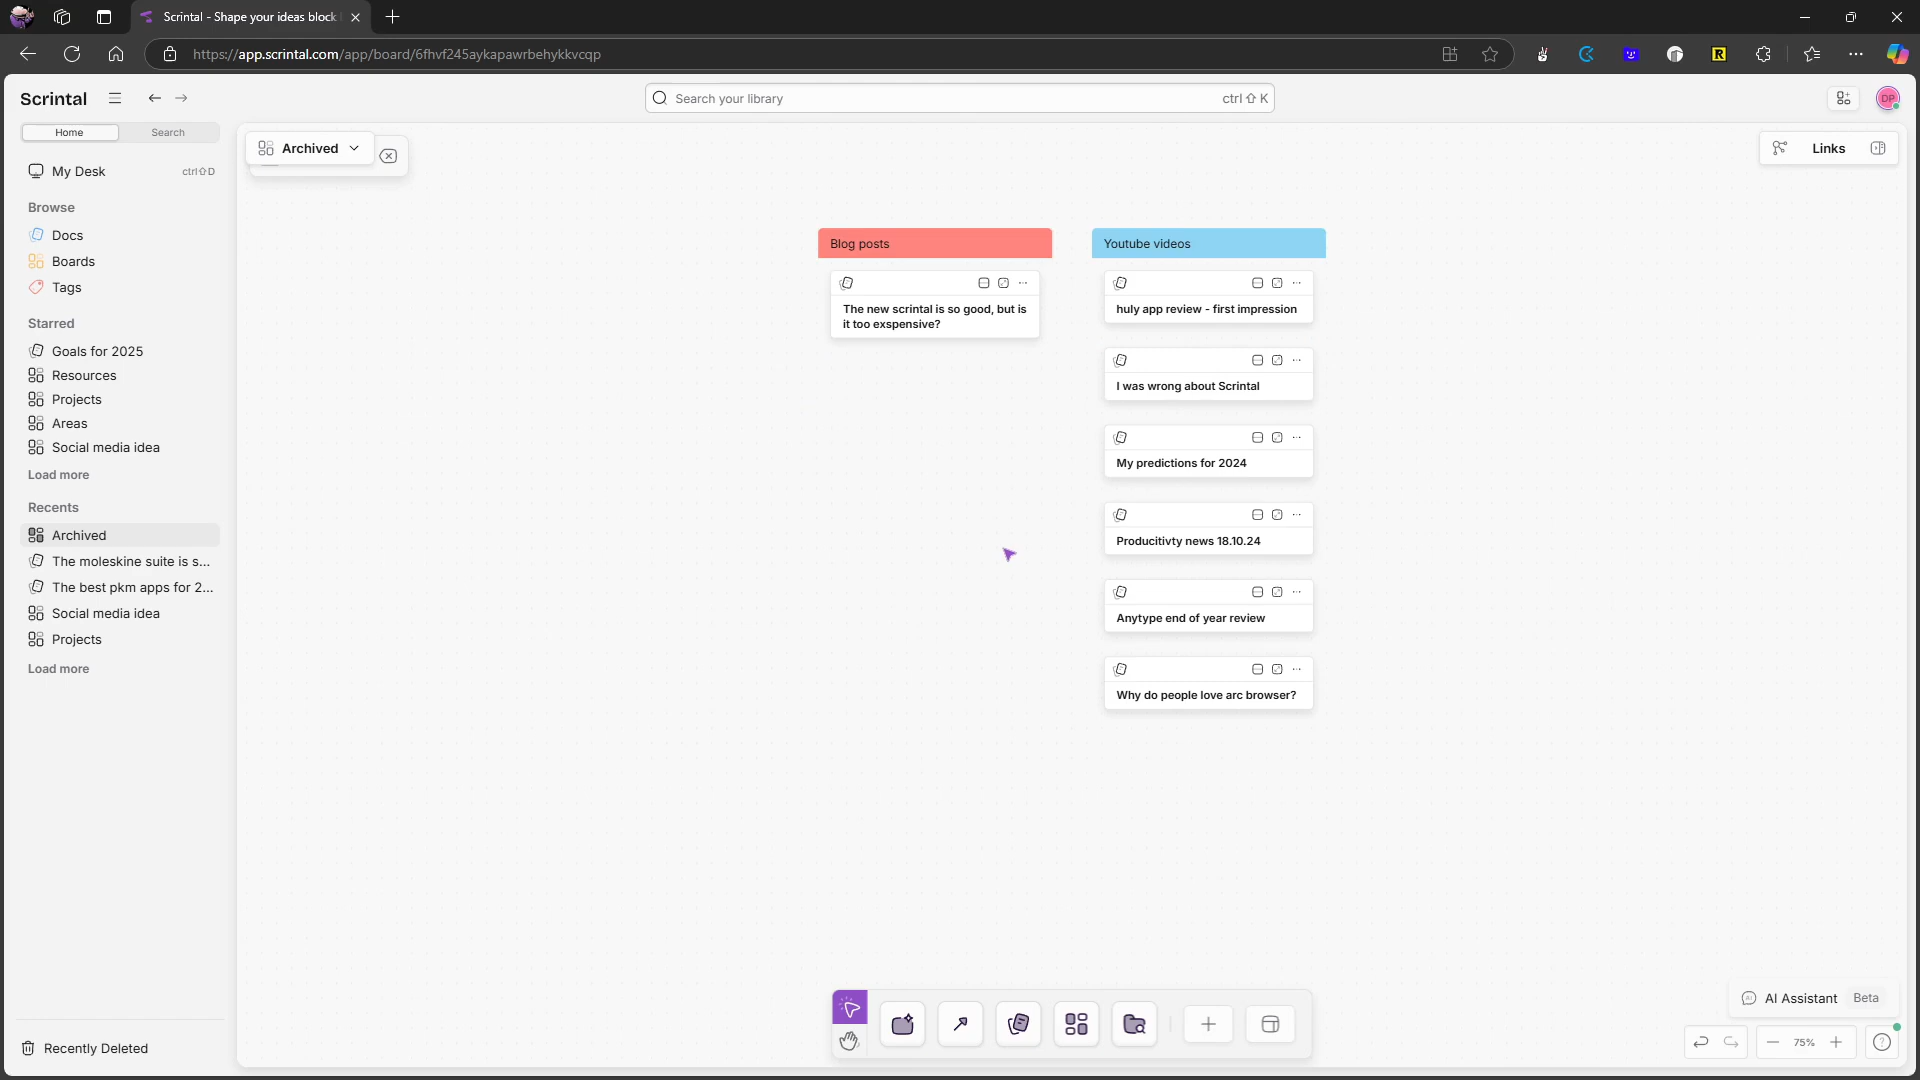 Scrintal - Shape your ideas block
https://app.scrintal.com/app/board/6fhvf245aykapawrbehykkvcqp
Scrintal
Search your library
ctrl⇧K
DP
Home
Search
Archived
Links
My Desk
ctrl⇧D
Browse
Docs
Boards
Tags
Starred
Goals for 2025
Resources
Projects
Areas
Social media idea
Load more
Recents
Archived
The moleskine suite is s...
The best pkm apps for 2...
Social media idea
Projects
Load more
Recently Deleted
Blog posts
The new scrintal is so good, but is
it too exspensive?
Youtube videos
huly app review - first impression
I was wrong about Scrintal
My predictions for 2024
Producitivty news 18.10.24
Anytype end of year review
Why do people love arc browser?
AI Assistant
Beta
75%